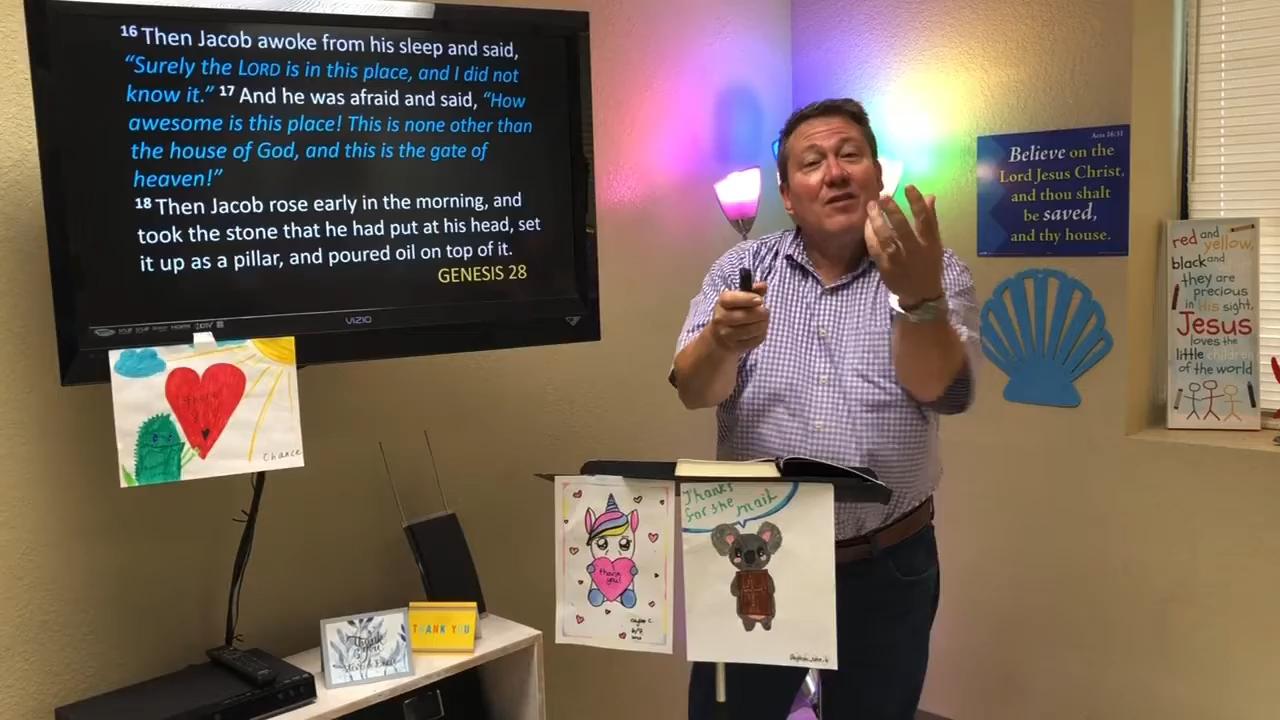 16 Then Jacob awoke from his sleep and said,
“Surely the LORD is in this place, and I did not
know it.” 17 And he was afraid and said, “How
awesome is this place! This is none other than
the house of God, and this is the gate of
heaven!”
18 Then Jacob rose early in the morning, and
took the stone that he had put at his head, set
it up as a pillar, and poured oil on top of it.
GENESIS 28
VIZIO
Chance
Acts 16:31
Believe on the
Lord Jesus Christ,
and thou shalt
be saved,
and thy house.
red and
yellow,
black and
they are
precious
in His sight,
Jesus
loves the
little children
of the world
Thanks
for the mail
thank
you!
THANK YOU
Thank